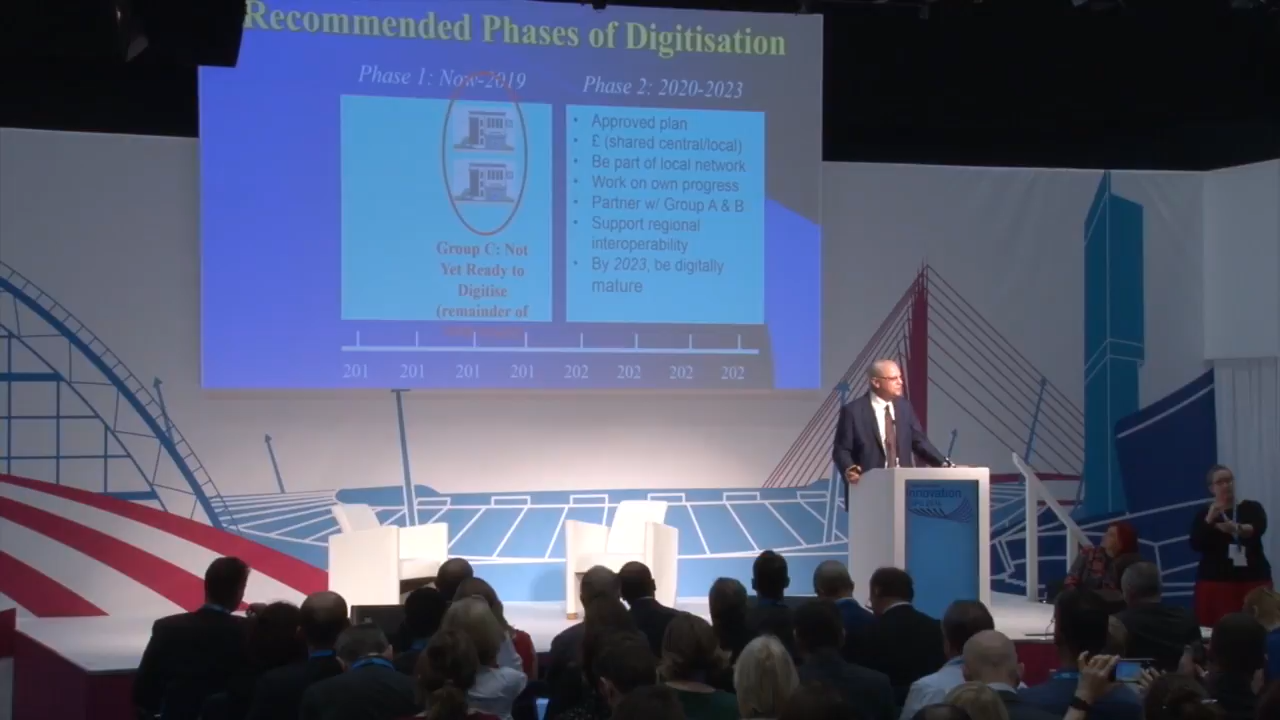 Recommended Phases of Digitisation
Phase 1: Now-2019
Phase 2: 2020-2023
Group C: Not
Yet Ready to
Digitise
(remainder of
• Approved plan
• £ (shared central/local)
• Be part of local network
• Work on own progress
• Partner w/ Group A & B
• Support regional
interoperability
• By 2023, be digitally
mature
201 201 201 201 202 202 202 202
Innovation